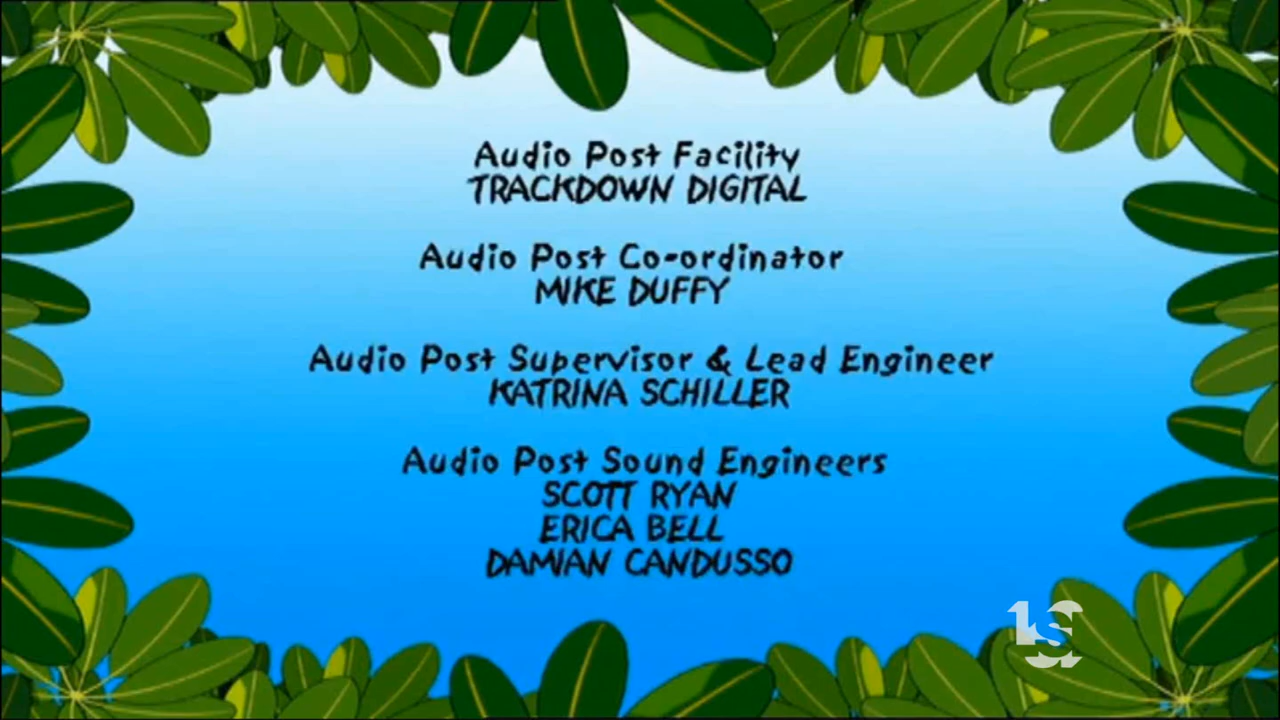 Audio Post Facility
TRACKDOWN DIGITAL
Audio Post Co-ordinator
MIKE DUFFY
Audio Post Supervisor & Lead Engineer
KATRINA SCHILLER
Audio Post Sound Engineers
SCOTT RYAN
ERICA BELL
DAMIAN CANDUSSO